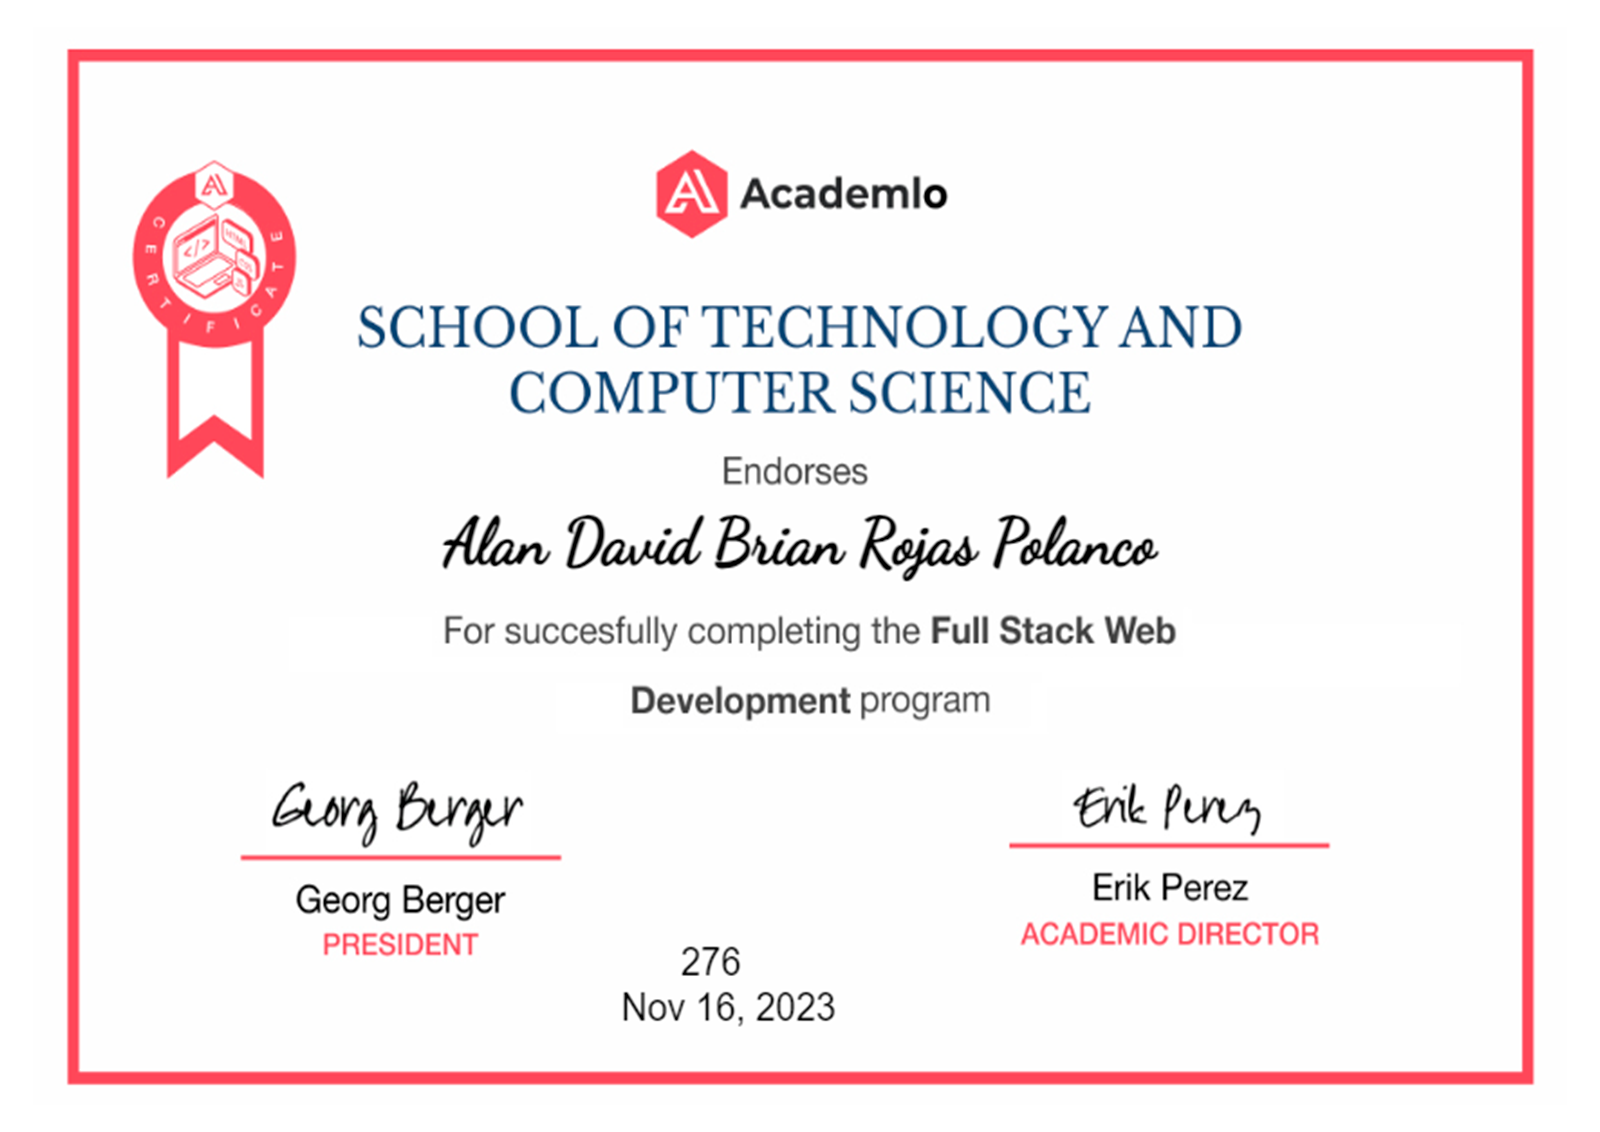 Academlo
CERTIFICATE
</>
HTML
SCHOOL OF TECHNOLOGY AND
COMPUTER SCIENCE
Endorses
Alan David Brian Rojas Polanco
For succesfully completing the Full Stack Web
Development program
Georg Berger
Erik Perez
Georg Berger
Erik Perez
PRESIDENT
ACADEMIC DIRECTOR
276
Nov 16, 2023